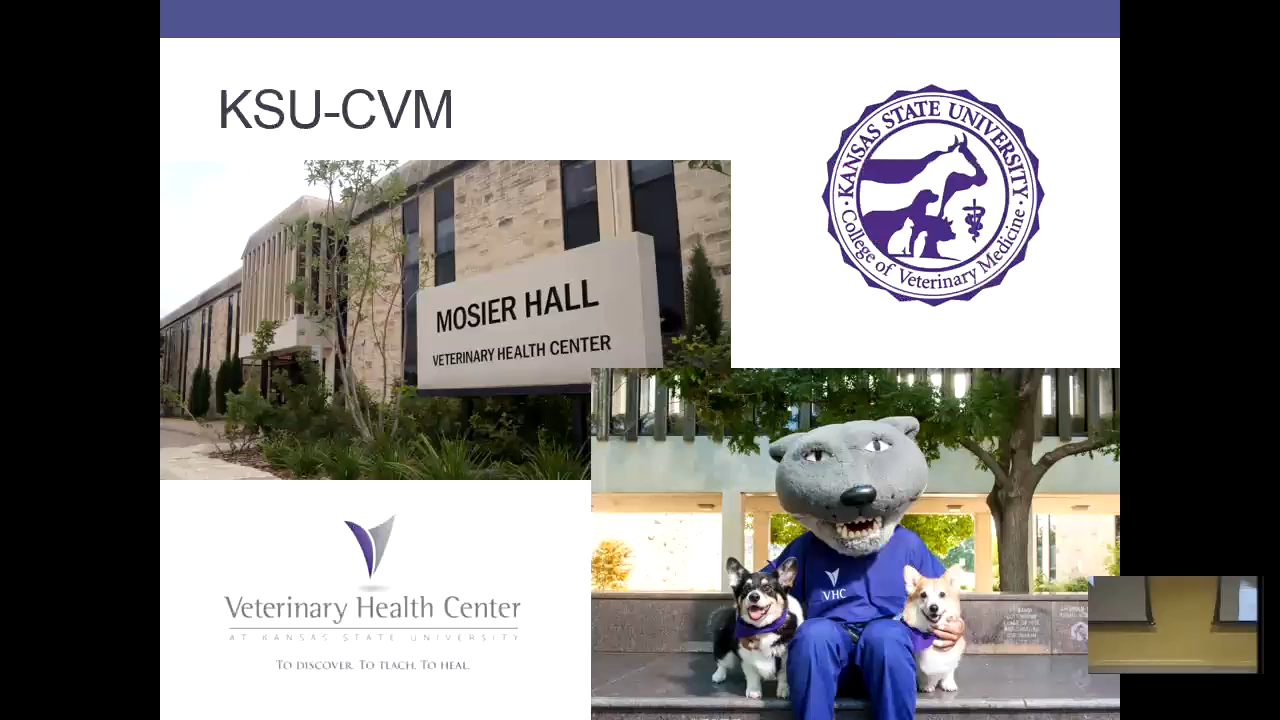 KSU-CVM
KANSAS STATE UNIVERSITY
College of Veterinary Medicine
MOSIER HALL
VETERINARY HEALTH CENTER
VHC
Veterinary Health Center
AT KANSAS STATE UNIVERSITY
TO DISCOVER. TO TEACH. TO HEAL.